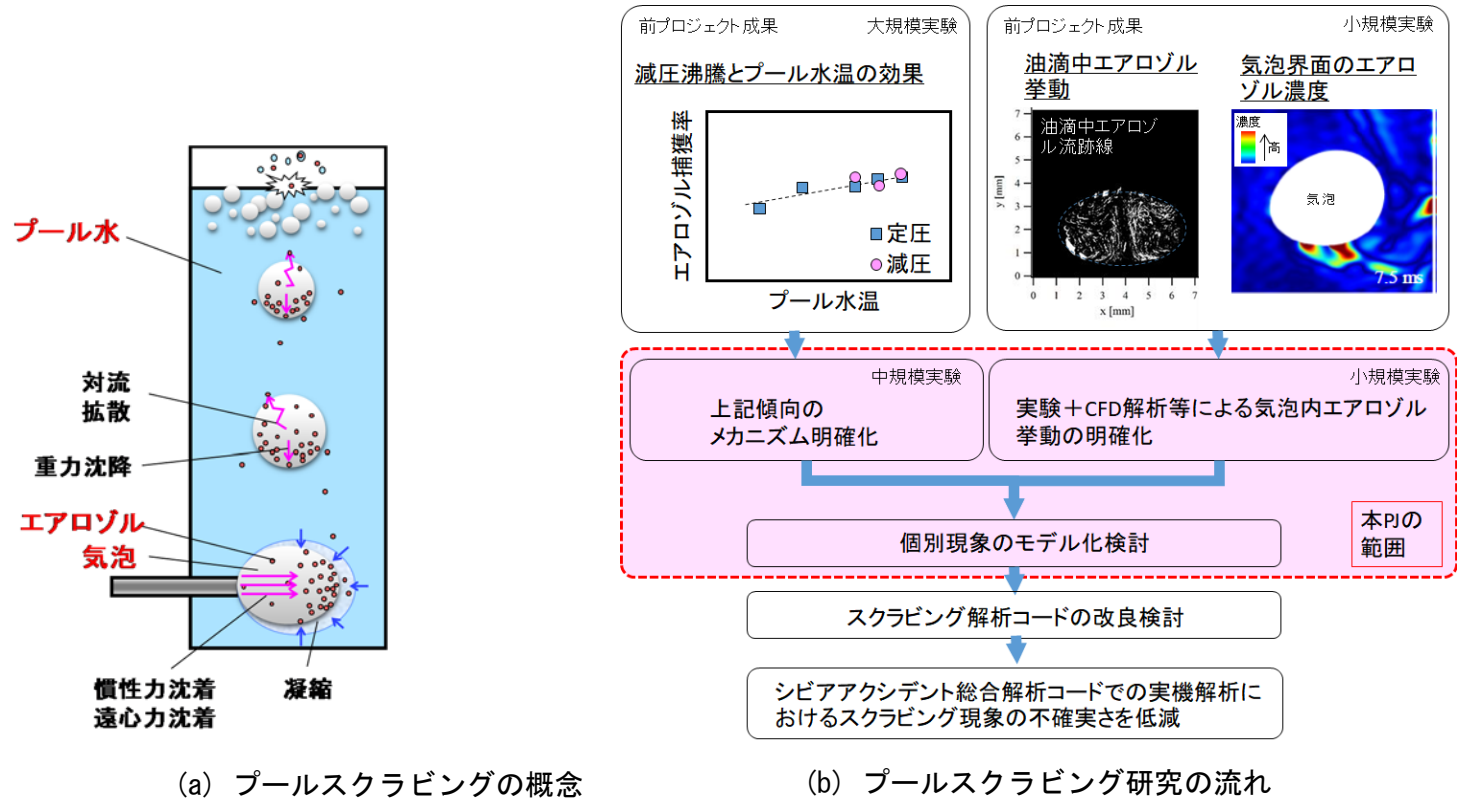 プール水
対流
拡散
重力沈降
エアロゾル
気泡
慣性力沈着
遠心力沈着
凝縮
(a) プールスクラビングの概念
前プロジェクト成果
大規模実験
減圧沸騰とプール水温の効果
エアロゾル捕獲率
定圧
減圧
プール水温
前プロジェクト成果
小規模実験
油滴中エアロゾル
挙動
油滴中エアロゾ
ル流跡線
7
6
5
4
3
2
1
0
y [mm]
0 1 2 3 4 5 6 7
x [mm]
気泡界面のエアロ
ゾル濃度
濃度
高
気泡
7.5 ms
中規模実験
上記傾向の
メカニズム明確化
小規模実験
実験＋CFD解析等による気泡内エアロゾル
挙動の明確化
個別現象のモデル化検討
本PJの
範囲
スクラビング解析コードの改良検討
シビアアクシデント総合解析コードでの実機解析に
おけるスクラビング現象の不確実さを低減
(b) プールスクラビング研究の流れ